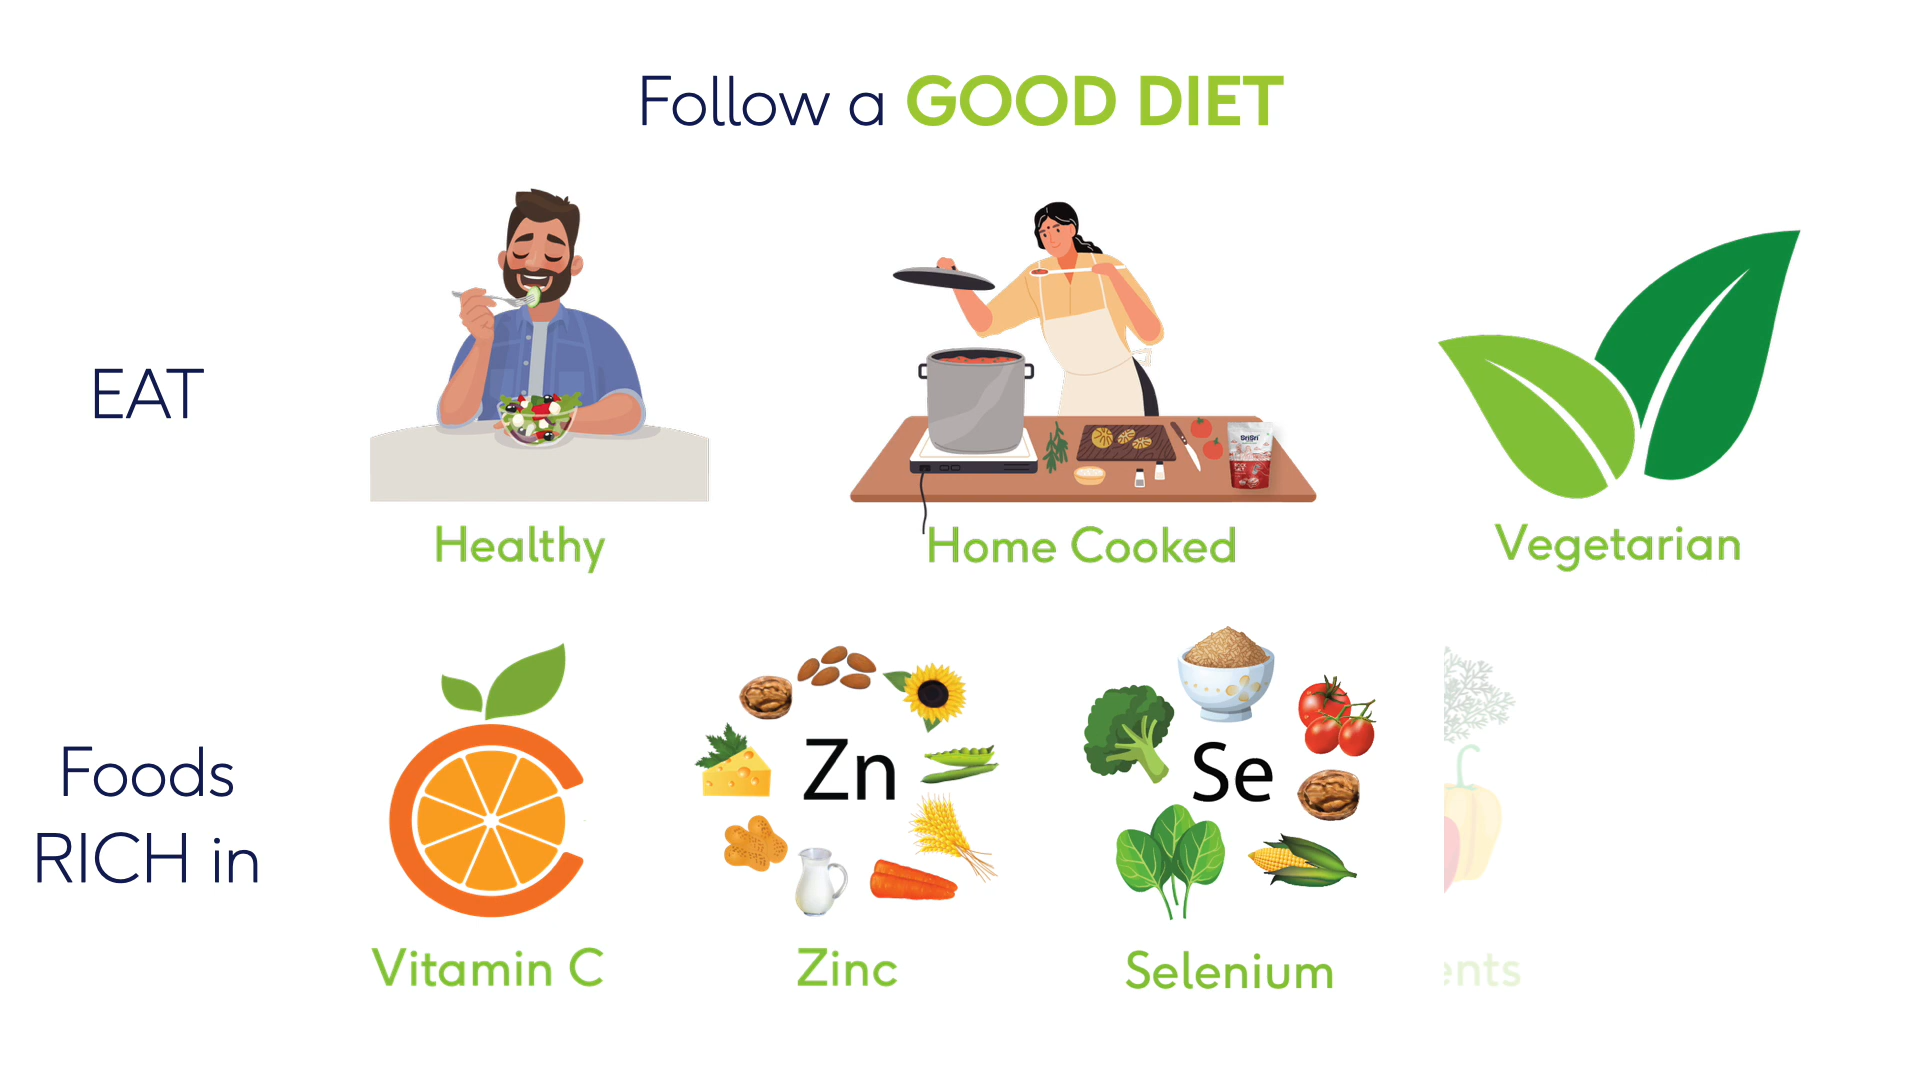 Follow a GOOD DIET
EAT
Healthy
Home Cooked
Vegetarian
Foods
RICH in
Zn
Se
Vitamin C
Zinc
Selenium